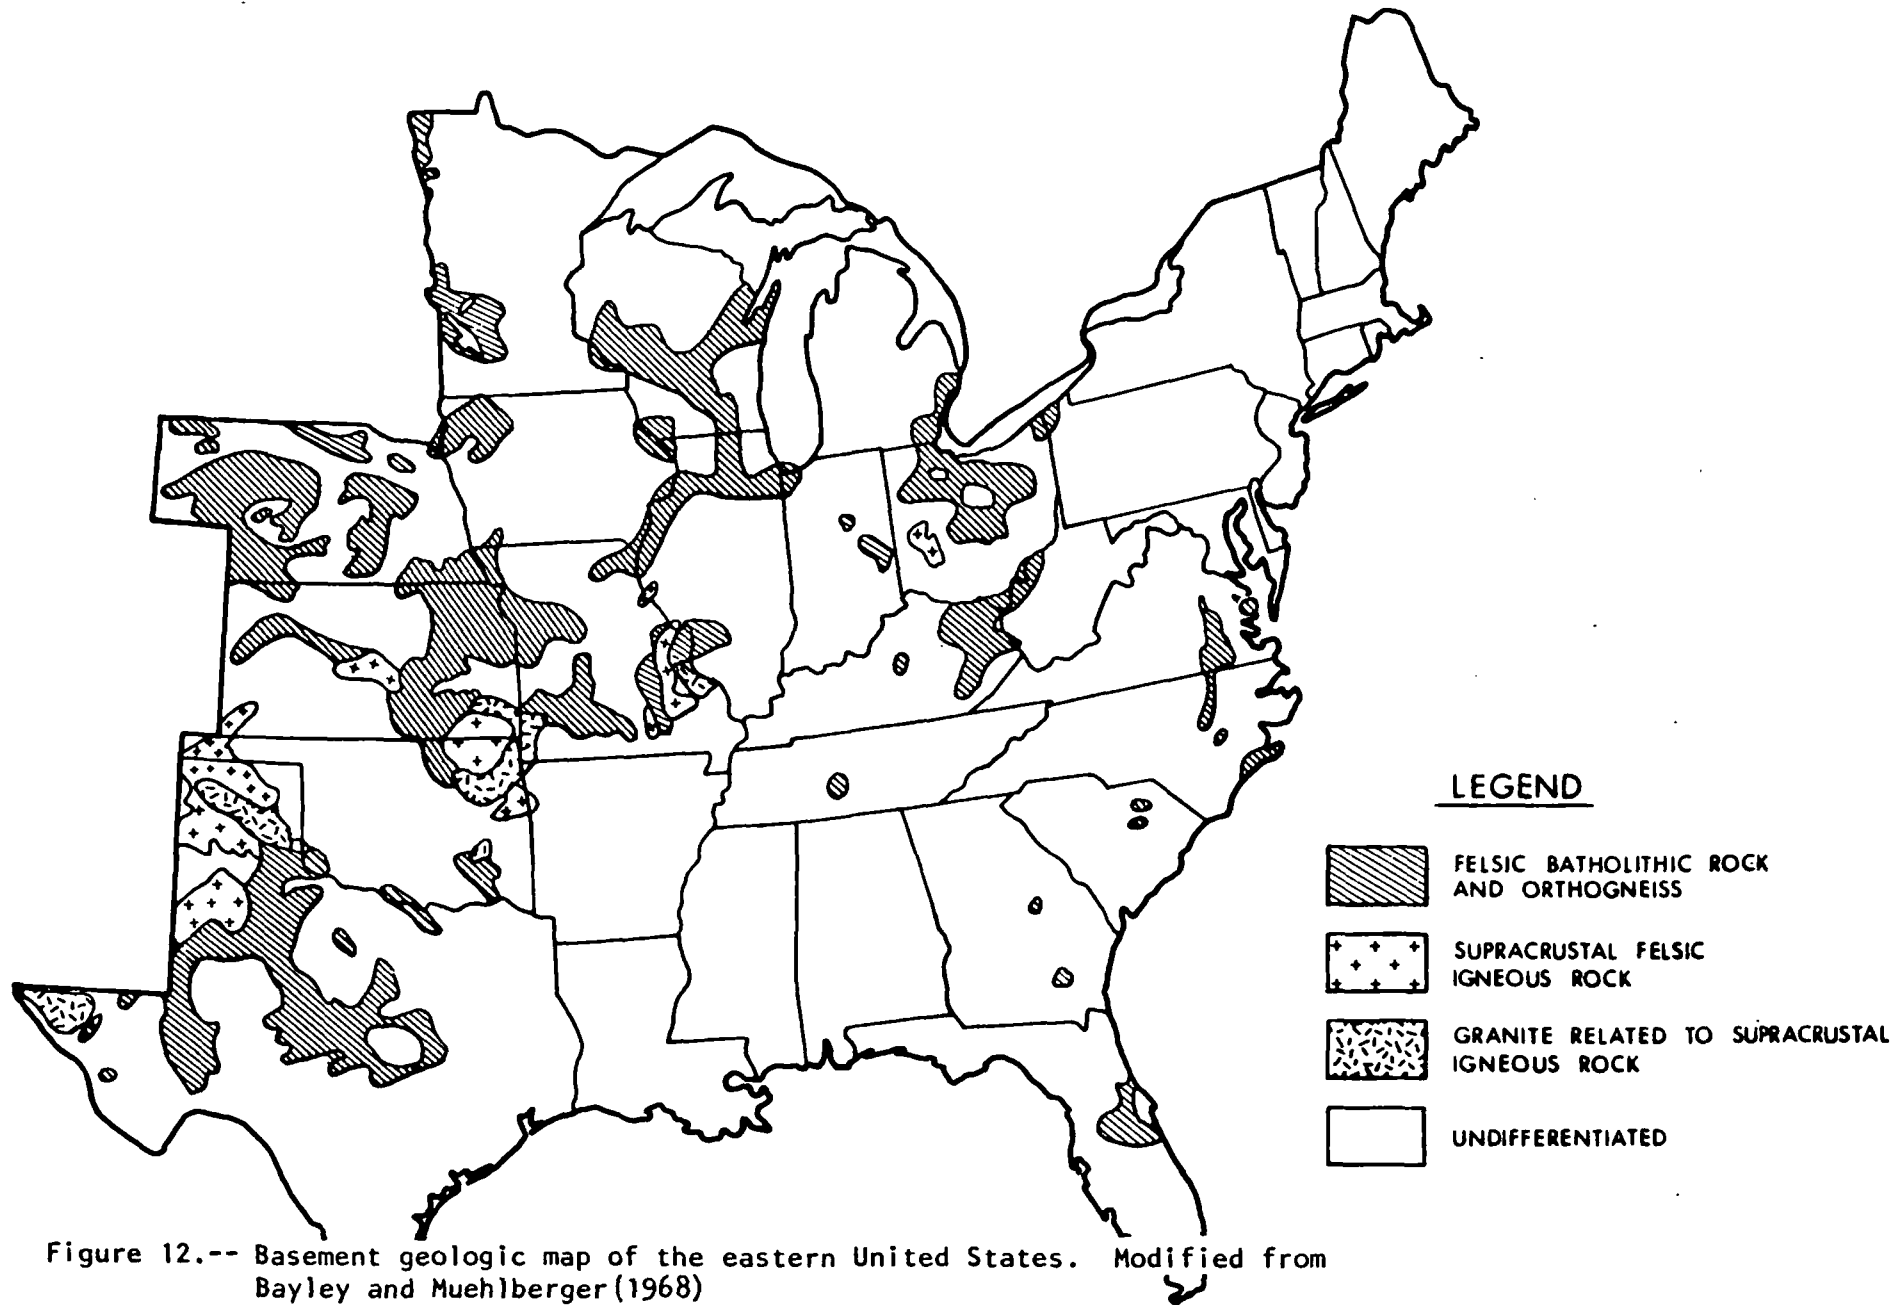 LEGEND
FELSIC BATHOLITHIC ROCK
AND ORTHOGNEISS
SUPRACRUSTAL FELSIC
IGNEOUS ROCK
GRANITE RELATED TO SUPRACRUSTAL
IGNEOUS ROCK
UNDIFFERENTIATED
Figure 12.-- Basement geologic map of the eastern United States. Modified from
Bayley and Muehlberger(1968)